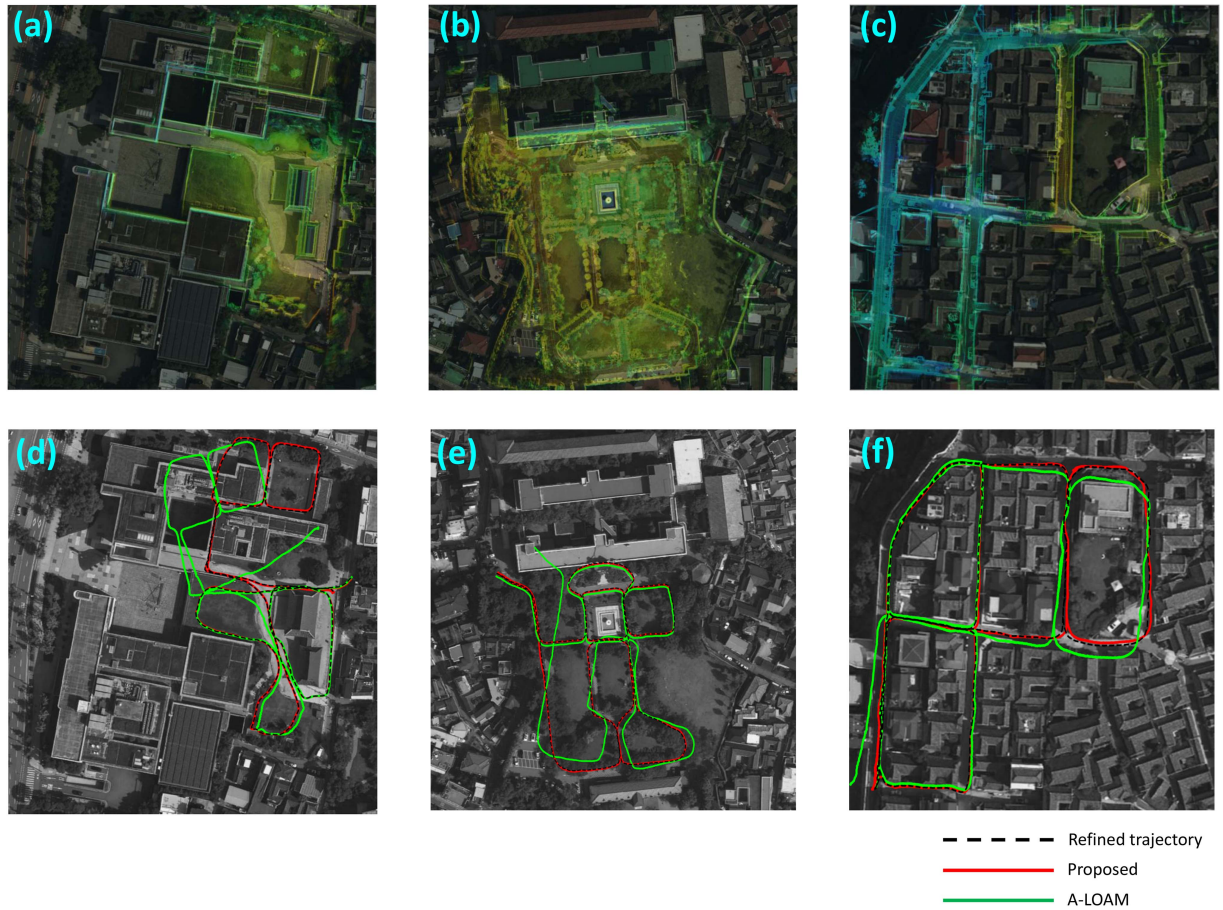 (a)
(b)
(c)
(d)
(e)
(f)
Refined trajectory
Proposed
A-LOAM